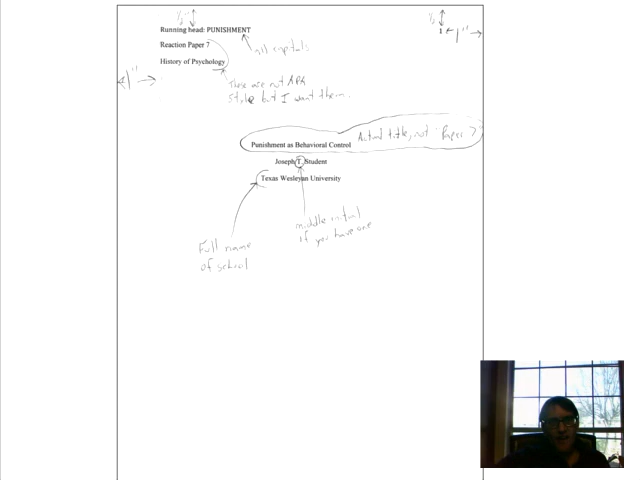 1/2"
1/2"
Running head: PUNISHMENT
1
1"
Reaction Paper 7
all capitals
History of Psychology
1"
These are not APA
style but I want them.
Actual title, not "Paper 7"
Punishment as Behavioral Control
Joseph T. Student
Texas Wesleyan University
middle initial
if you have one
Full name
of school